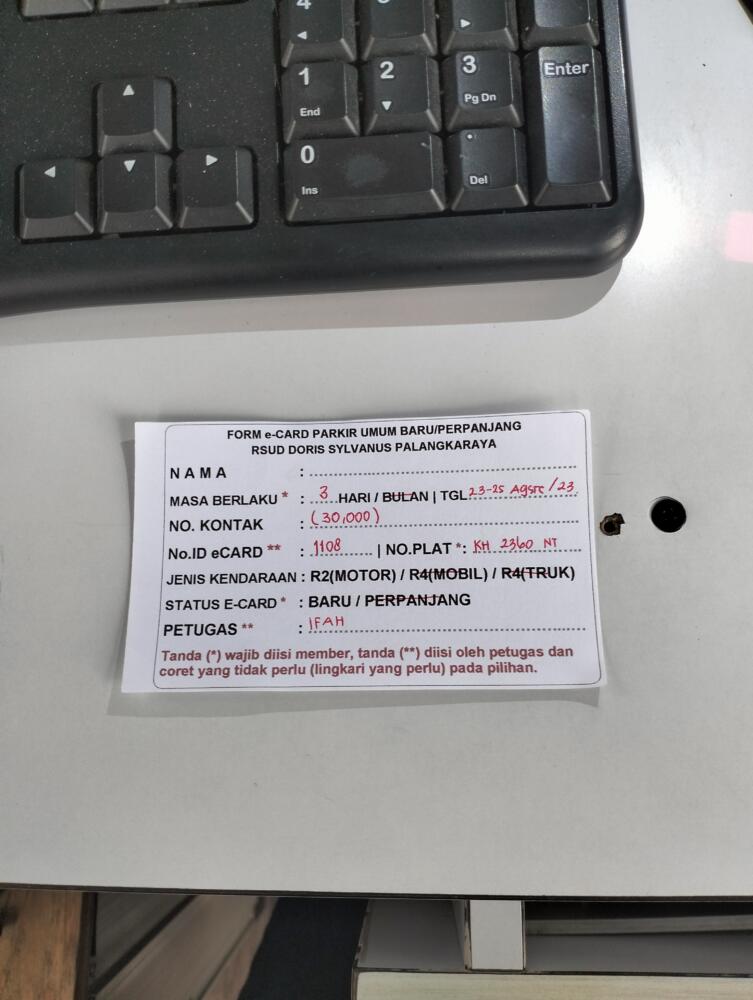 4
1
End
2
3
Pg Dn
Enter
0
Ins
.
Del
FORM e-CARD PARKIR UMUM BARU/PERPANJANG
RSUD DORIS SYLVANUS PALANGKARAYA
NAMA :
MASA BERLAKU * : 3 HARI / BULAN | TGL 23-25 Agste /23
NO. KONTAK : (30,000)
No.ID eCARD ** : 1108 | NO.PLAT *: KH 2360 NT
JENIS KENDARAAN : R2(MOTOR) / R4(MOBIL) / R4(TRUK)
STATUS E-CARD * : BARU / PERPANJANG
PETUGAS ** : IFAH
Tanda (*) wajib diisi member, tanda (**) diisi oleh petugas dan
coret yang tidak perlu (lingkari yang perlu) pada pilihan.